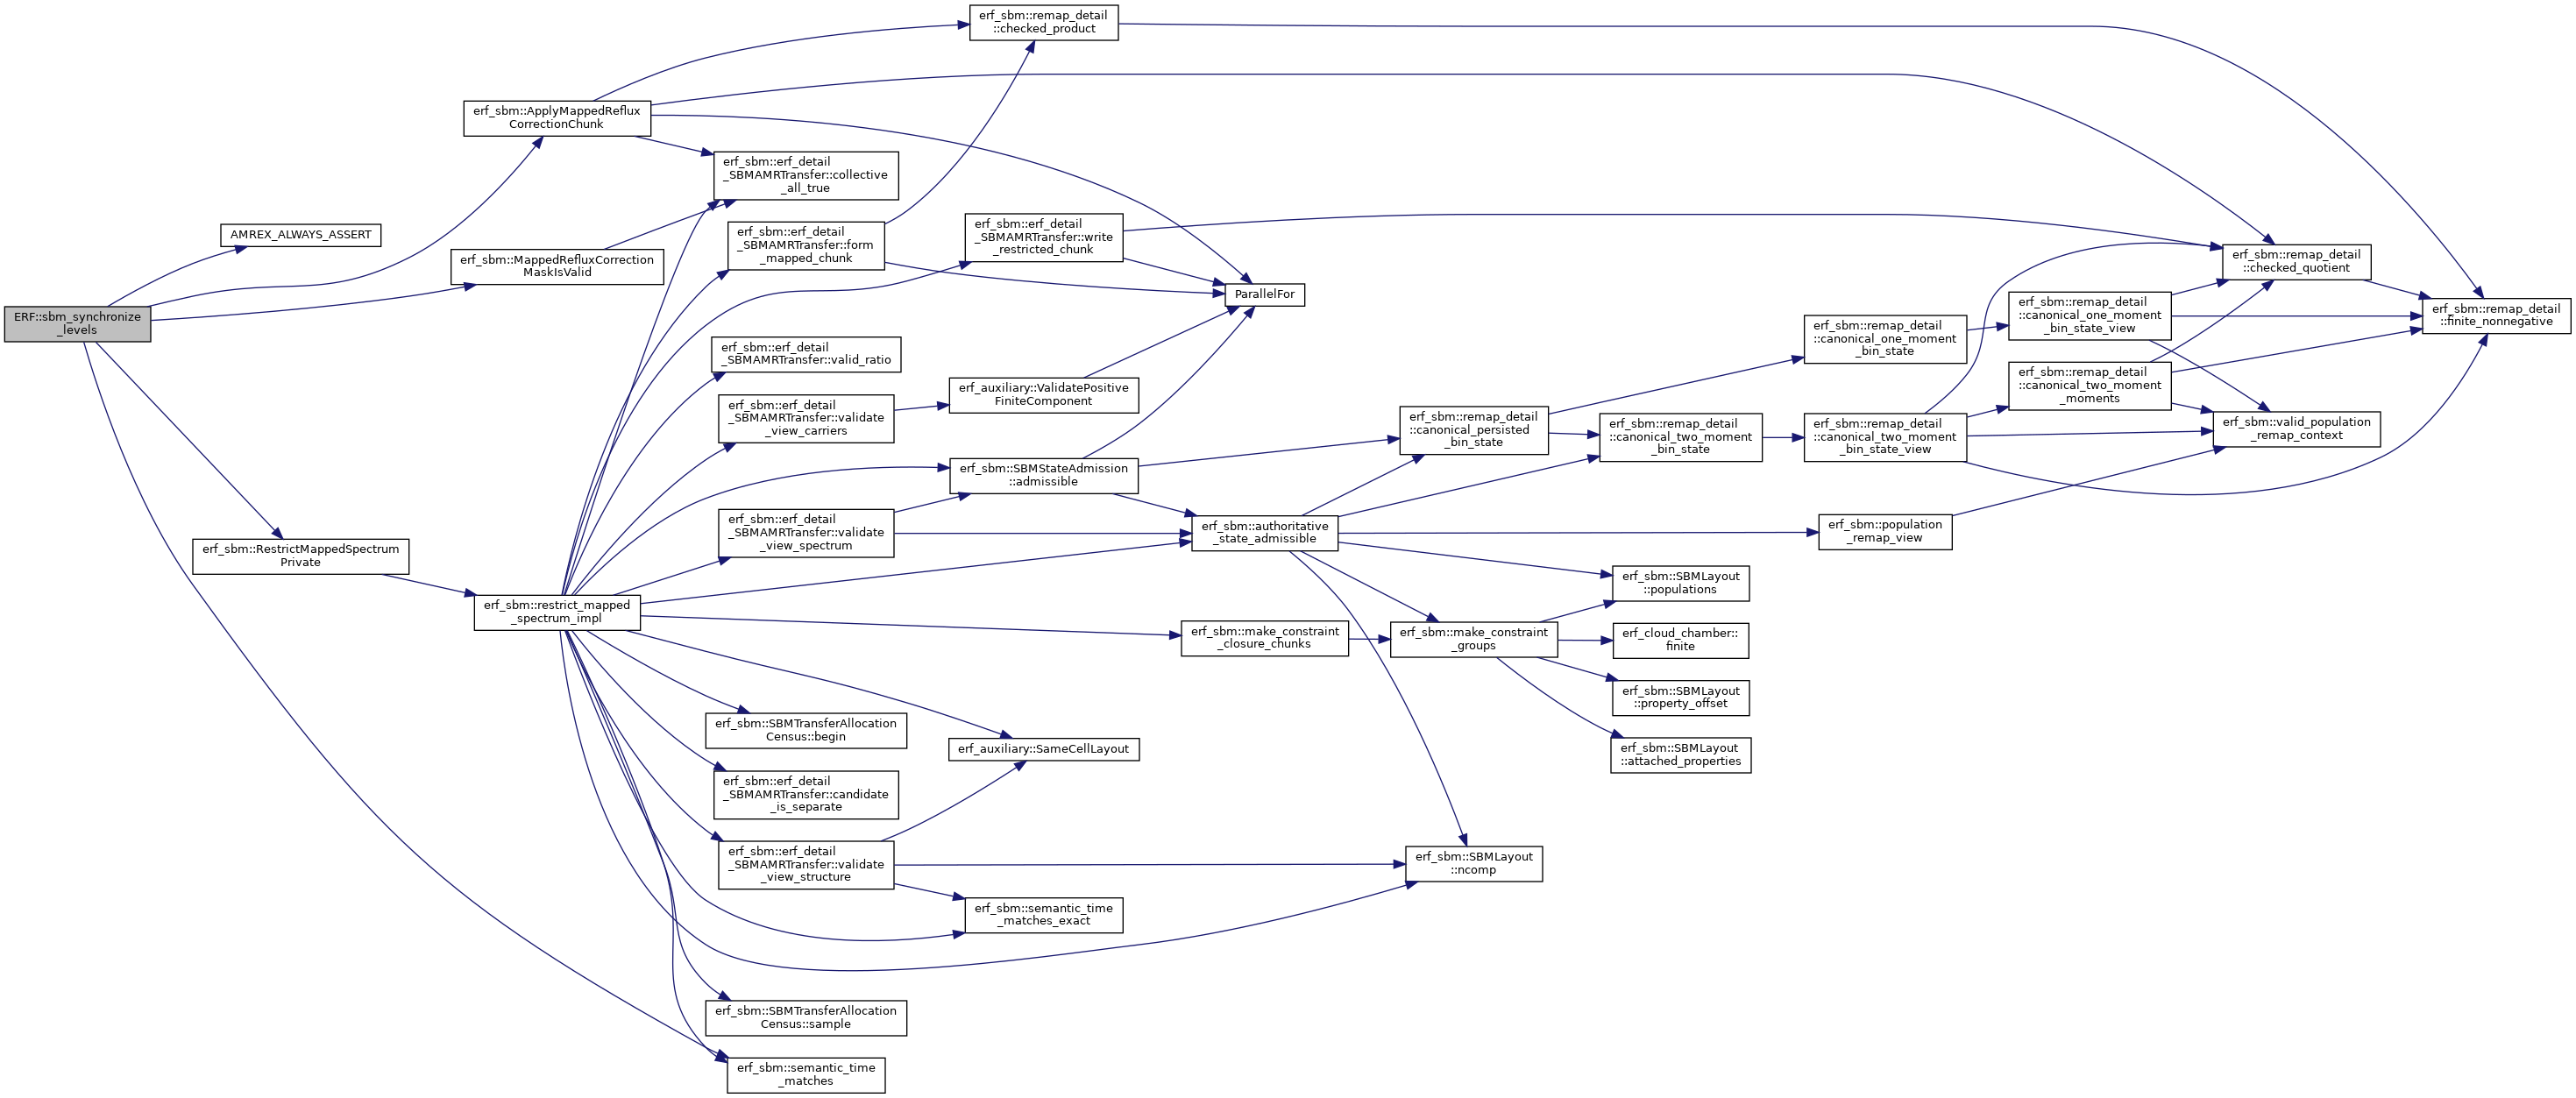 ERF::sbm_synchronize
_levels
AMREX_ALWAYS_ASSERT
erf_sbm::ApplyMappedReflux
CorrectionChunk
erf_sbm::MappedRefluxCorrection
MaskIsValid
erf_sbm::RestrictMappedSpectrum
Private
erf_sbm::restrict_mapped
_spectrum_impl
erf_sbm::erf_detail
_SBMAMRTransfer::collective
_all_true
erf_sbm::erf_detail
_SBMAMRTransfer::form
_mapped_chunk
erf_sbm::erf_detail
_SBMAMRTransfer::valid_ratio
erf_sbm::erf_detail
_SBMAMRTransfer::validate
_view_carriers
erf_sbm::erf_detail
_SBMAMRTransfer::validate
_view_spectrum
erf_sbm::SBMTransferAllocation
Census::begin
erf_sbm::erf_detail
_SBMAMRTransfer::candidate
_is_separate
erf_sbm::erf_detail
_SBMAMRTransfer::validate
_view_structure
erf_sbm::SBMTransferAllocation
Census::sample
erf_sbm::semantic_time
_matches
erf_sbm::remap_detail
::checked_product
erf_sbm::erf_detail
_SBMAMRTransfer::write
_restricted_chunk
erf_auxiliary::ValidatePositive
FiniteComponent
erf_sbm::SBMStateAdmission
::admissible
erf_auxiliary::SameCellLayout
erf_sbm::semantic_time
_matches_exact
ParallelFor
erf_sbm::authoritative
_state_admissible
erf_sbm::make_constraint
_closure_chunks
erf_sbm::remap_detail
::canonical_persisted
_bin_state
erf_sbm::make_constraint
_groups
erf_sbm::SBMLayout
::ncomp
erf_sbm::remap_detail
::canonical_two_moment
_bin_state
erf_sbm::SBMLayout
::populations
erf_cloud_chamber::
finite
erf_sbm::SBMLayout
::property_offset
erf_sbm::SBMLayout
::attached_properties
erf_sbm::remap_detail
::canonical_one_moment
_bin_state
erf_sbm::remap_detail
::canonical_two_moment
_bin_state_view
erf_sbm::population
_remap_view
erf_sbm::remap_detail
::canonical_one_moment
_bin_state_view
erf_sbm::remap_detail
::canonical_two_moment
_moments
erf_sbm::remap_detail
::checked_quotient
erf_sbm::valid_population
_remap_context
erf_sbm::remap_detail
::finite_nonnegative